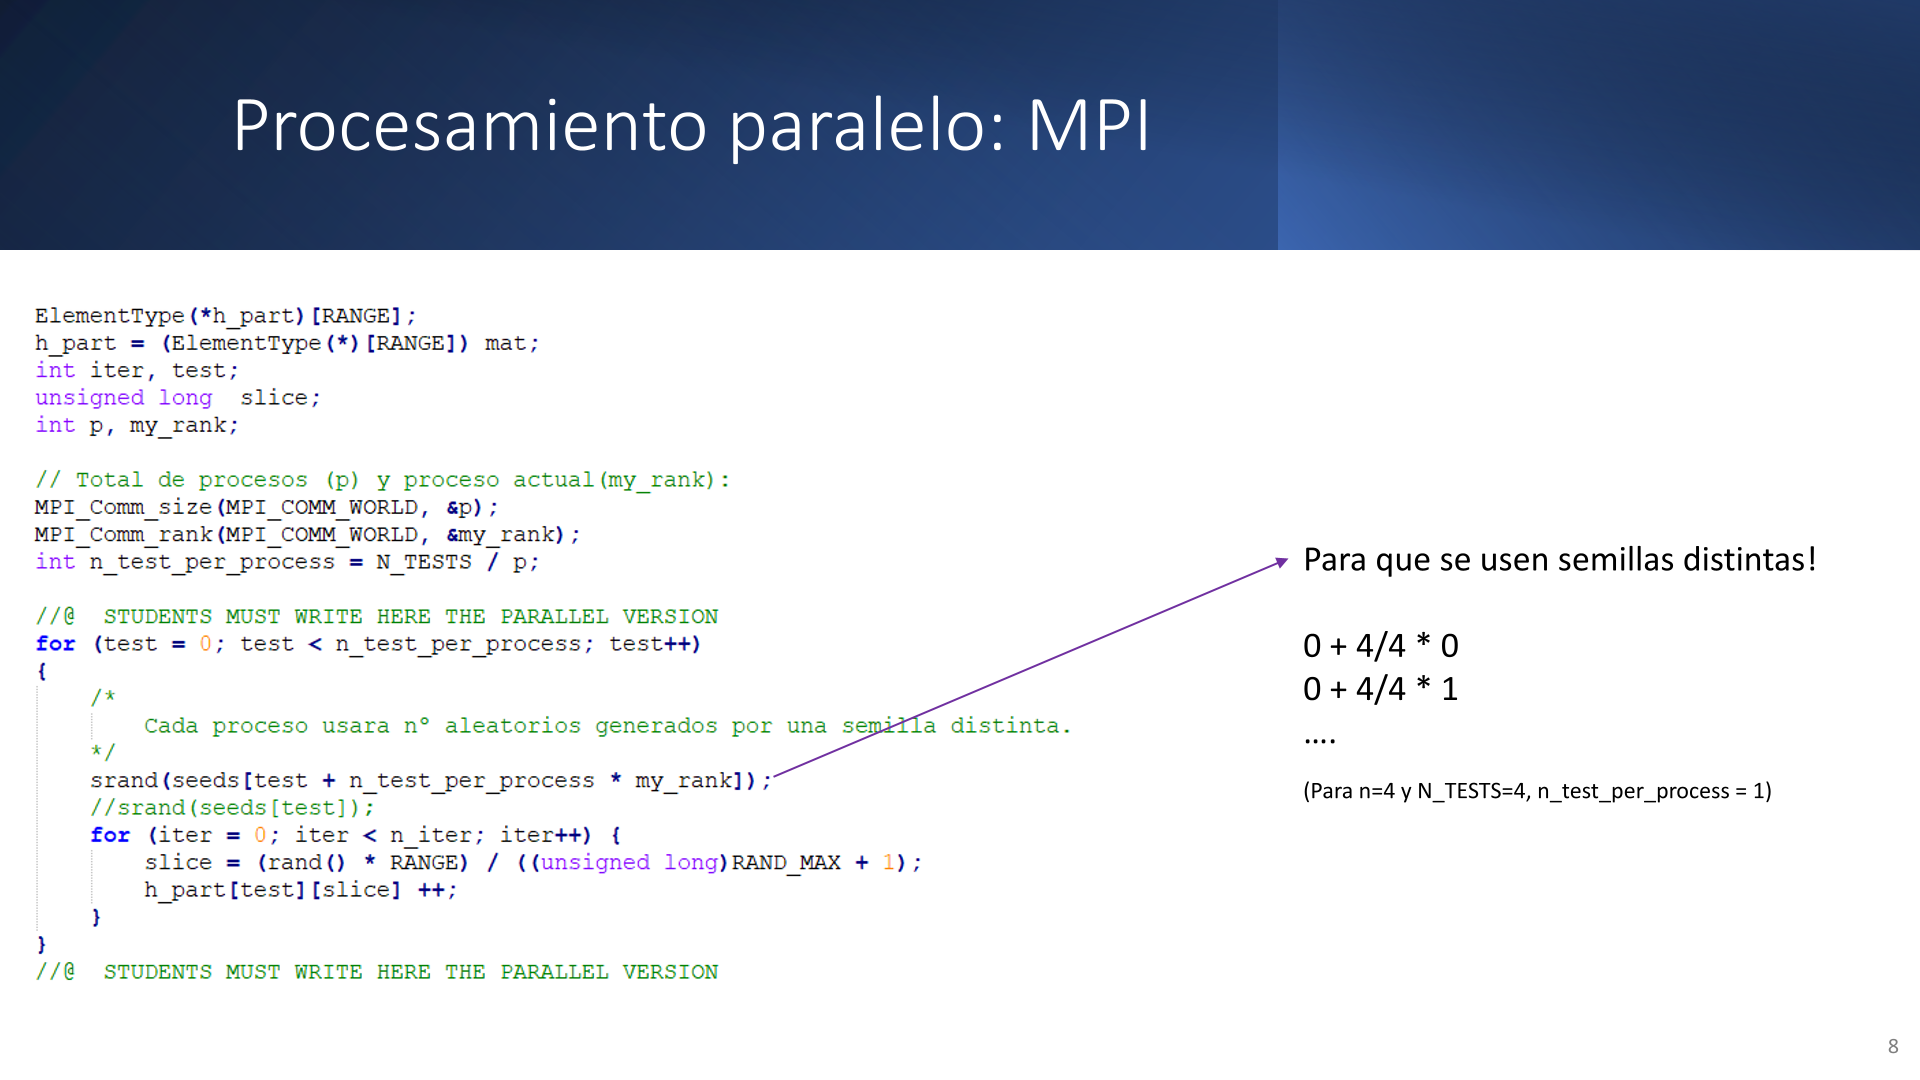 Procesamiento paralelo: MPI
ElementType(*h_part)[RANGE];
h_part = (ElementType(*)[RANGE]) mat;
int iter, test;
unsigned long  slice;
int p, my_rank;
// Total de procesos (p) y proceso actual(my_rank):
MPI_Comm_size(MPI_COMM_WORLD, &p);
MPI_Comm_rank(MPI_COMM_WORLD, &my_rank);
int n_test_per_process = N_TESTS / p;
//@  STUDENTS MUST WRITE HERE THE PARALLEL VERSION
for (test = 0; test < n_test_per_process; test++)
{
/*
Cada proceso usara nº aleatorios generados por una semilla distinta.
*/
srand(seeds[test + n_test_per_process * my_rank]);
//srand(seeds[test]);
for (iter = 0; iter < n_iter; iter++) {
slice = (rand() * RANGE) / ((unsigned long)RAND_MAX + 1);
h_part[test][slice] ++;
}
}
//@  STUDENTS MUST WRITE HERE THE PARALLEL VERSION
Para que se usen semillas distintas!
0 + 4/4 * 0
0 + 4/4 * 1
....
(Para n=4 y N_TESTS=4, n_test_per_process = 1)
8